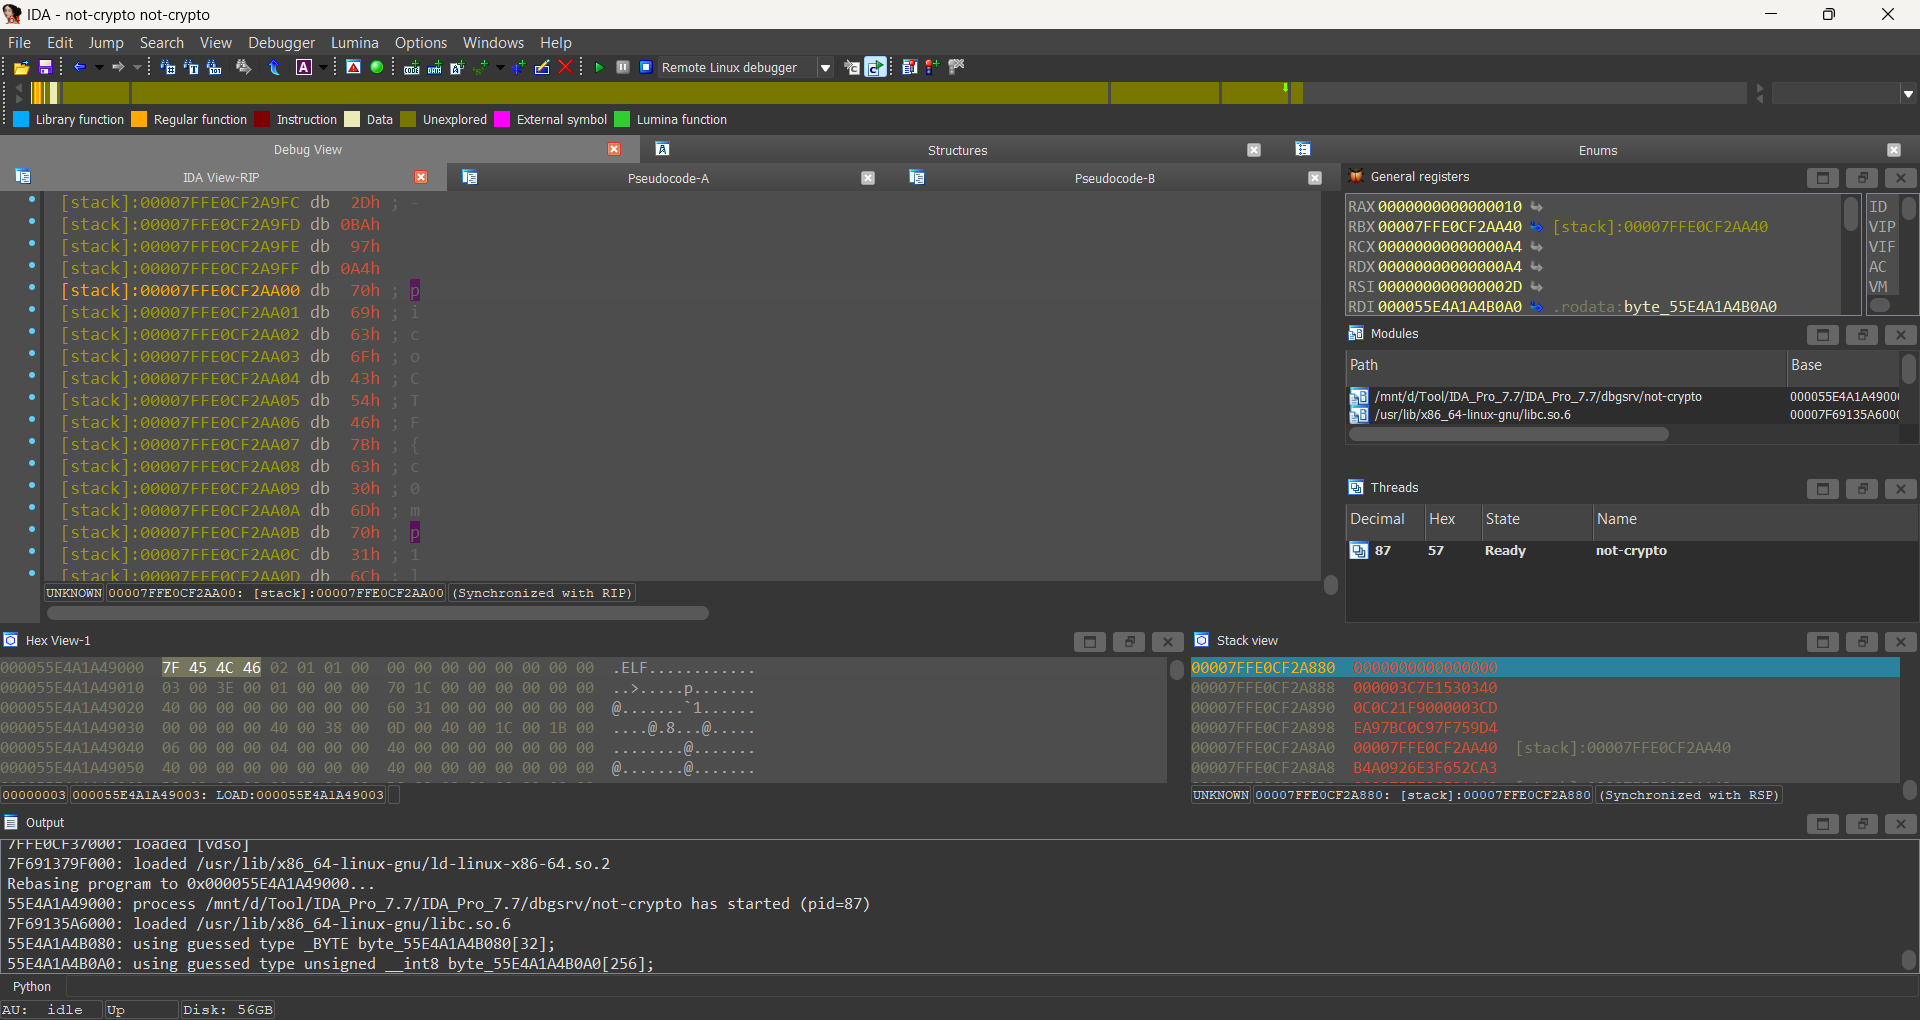 IDA - not-crypto not-crypto
File Edit Jump Search View Debugger Lumina Options Windows Help
Remote Linux debugger
Library function Regular function Instruction Data Unexplored External symbol Lumina function
Debug View Structures Enums
IDA View-RIP Pseudocode-A Pseudocode-B
[stack]:00007FFE0CF2A9FC db 2Dh ; -
[stack]:00007FFE0CF2A9FD db 0BAh
[stack]:00007FFE0CF2A9FE db 97h
[stack]:00007FFE0CF2A9FF db 0A4h
[stack]:00007FFE0CF2AA00 db 70h ; p
[stack]:00007FFE0CF2AA01 db 69h ; i
[stack]:00007FFE0CF2AA02 db 63h ; c
[stack]:00007FFE0CF2AA03 db 6Fh ; o
[stack]:00007FFE0CF2AA04 db 43h ; C
[stack]:00007FFE0CF2AA05 db 54h ; T
[stack]:00007FFE0CF2AA06 db 46h ; F
[stack]:00007FFE0CF2AA07 db 7Bh ; {
[stack]:00007FFE0CF2AA08 db 63h ; c
[stack]:00007FFE0CF2AA09 db 30h ; 0
[stack]:00007FFE0CF2AA0A db 6Dh ; m
[stack]:00007FFE0CF2AA0B db 70h ; p
[stack]:00007FFE0CF2AA0C db 31h ; 1
[stack]:00007FFE0CF2AA0D db 6Ch ; l
UNKNOWN 00007FFE0CF2AA00: [stack]:00007FFE0CF2AA00 (Synchronized with RIP)
General registers
RAX 0000000000000010
RBX 00007FFE0CF2AA40 [stack]:00007FFE0CF2AA40
RCX 00000000000000A4
RDX 00000000000000A4
RSI 000000000000002D
RDI 000055E4A1A4B0A0 .rodata:byte_55E4A1A4B0A0
ID
VIP
VIF
AC
VM
Modules
Path Base
/mnt/d/Tool/IDA_Pro_7.7/IDA_Pro_7.7/dbgsrv/not-crypto 000055E4A1A4900
/usr/lib/x86_64-linux-gnu/libc.so.6 00007F69135A600
Threads
Decimal Hex State Name
87 57 Ready not-crypto
Hex View-1
000055E4A1A49000 7F 45 4C 46 02 01 01 00 00 00 00 00 00 00 00 00 .ELF............
000055E4A1A49010 03 00 3E 00 01 00 00 00 70 1C 00 00 00 00 00 00 ..>.....p.......
000055E4A1A49020 40 00 00 00 00 00 00 00 60 31 00 00 00 00 00 00 @.......`1......
000055E4A1A49030 00 00 00 00 40 00 38 00 0D 00 40 00 1C 00 1B 00 ....@.8...@.....
000055E4A1A49040 06 00 00 00 04 00 00 00 40 00 00 00 00 00 00 00 ........@.......
000055E4A1A49050 40 00 00 00 00 00 00 00 40 00 00 00 00 00 00 00 @.......@.......
00000003 000055E4A1A49003: LOAD:000055E4A1A49003
Stack view
00007FFE0CF2A880 0000000000000000
00007FFE0CF2A888 000003C7E1530340
00007FFE0CF2A890 0C0C21F9000003CD
00007FFE0CF2A898 EA97BC0C97F759D4
00007FFE0CF2A8A0 00007FFE0CF2AA40 [stack]:00007FFE0CF2AA40
00007FFE0CF2A8A8 B4A0926E3F652CA3
UNKNOWN 00007FFE0CF2A880: [stack]:00007FFE0CF2A880 (Synchronized with RSP)
Output
7FFE0CF37000: loaded [vdso]
7F691379F000: loaded /usr/lib/x86_64-linux-gnu/ld-linux-x86-64.so.2
Rebasing program to 0x000055E4A1A49000...
55E4A1A49000: process /mnt/d/Tool/IDA_Pro_7.7/IDA_Pro_7.7/dbgsrv/not-crypto has started (pid=87)
7F69135A6000: loaded /usr/lib/x86_64-linux-gnu/libc.so.6
55E4A1A4B080: using guessed type _BYTE byte_55E4A1A4B080[32];
55E4A1A4B0A0: using guessed type unsigned __int8 byte_55E4A1A4B0A0[256];
Python
AU: idle Up Disk: 56GB